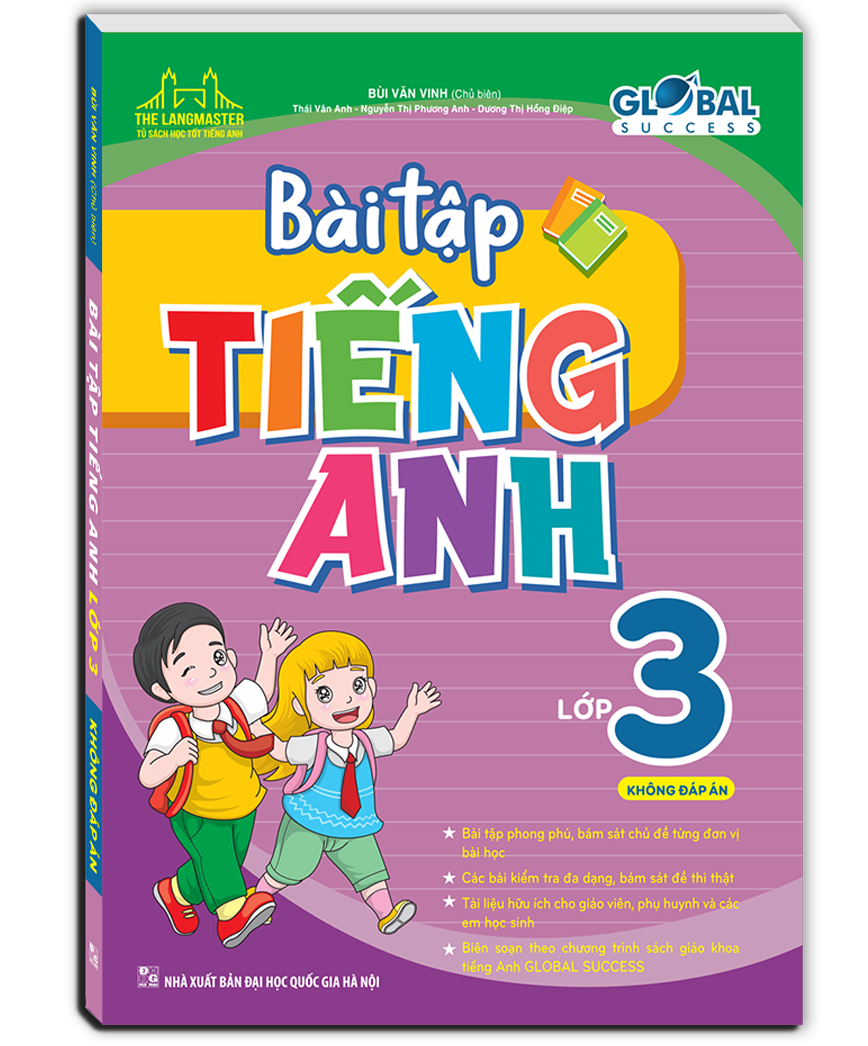 THE LANGMASTER
TỦ SÁCH HỌC TỐT TIẾNG ANH
BÙI VĂN VINH (Chủ biên)
Thái Vân Anh - Nguyễn Thị Phương Anh - Dương Thị Hồng Điệp
GLOBAL
SUCCESS
Bài tập
TIẾNG
ANH
LỚP 3
KHÔNG ĐÁP ÁN
★ Bài tập phong phú, bám sát chủ đề từng đơn vị
bài học
★ Các bài kiểm tra đa dạng, bám sát đề thi thật
★ Tài liệu hữu ích cho giáo viên, phụ huynh và các
em học sinh
★ Biên soạn theo chương trình sách giáo khoa
tiếng Anh GLOBAL SUCCESS
NHÀ XUẤT BẢN ĐẠI HỌC QUỐC GIA HÀ NỘI
BÙI VĂN VINH (Chủ biên)
BÀI TẬP TIẾNG ANH LỚP 3
KHÔNG ĐÁP ÁN